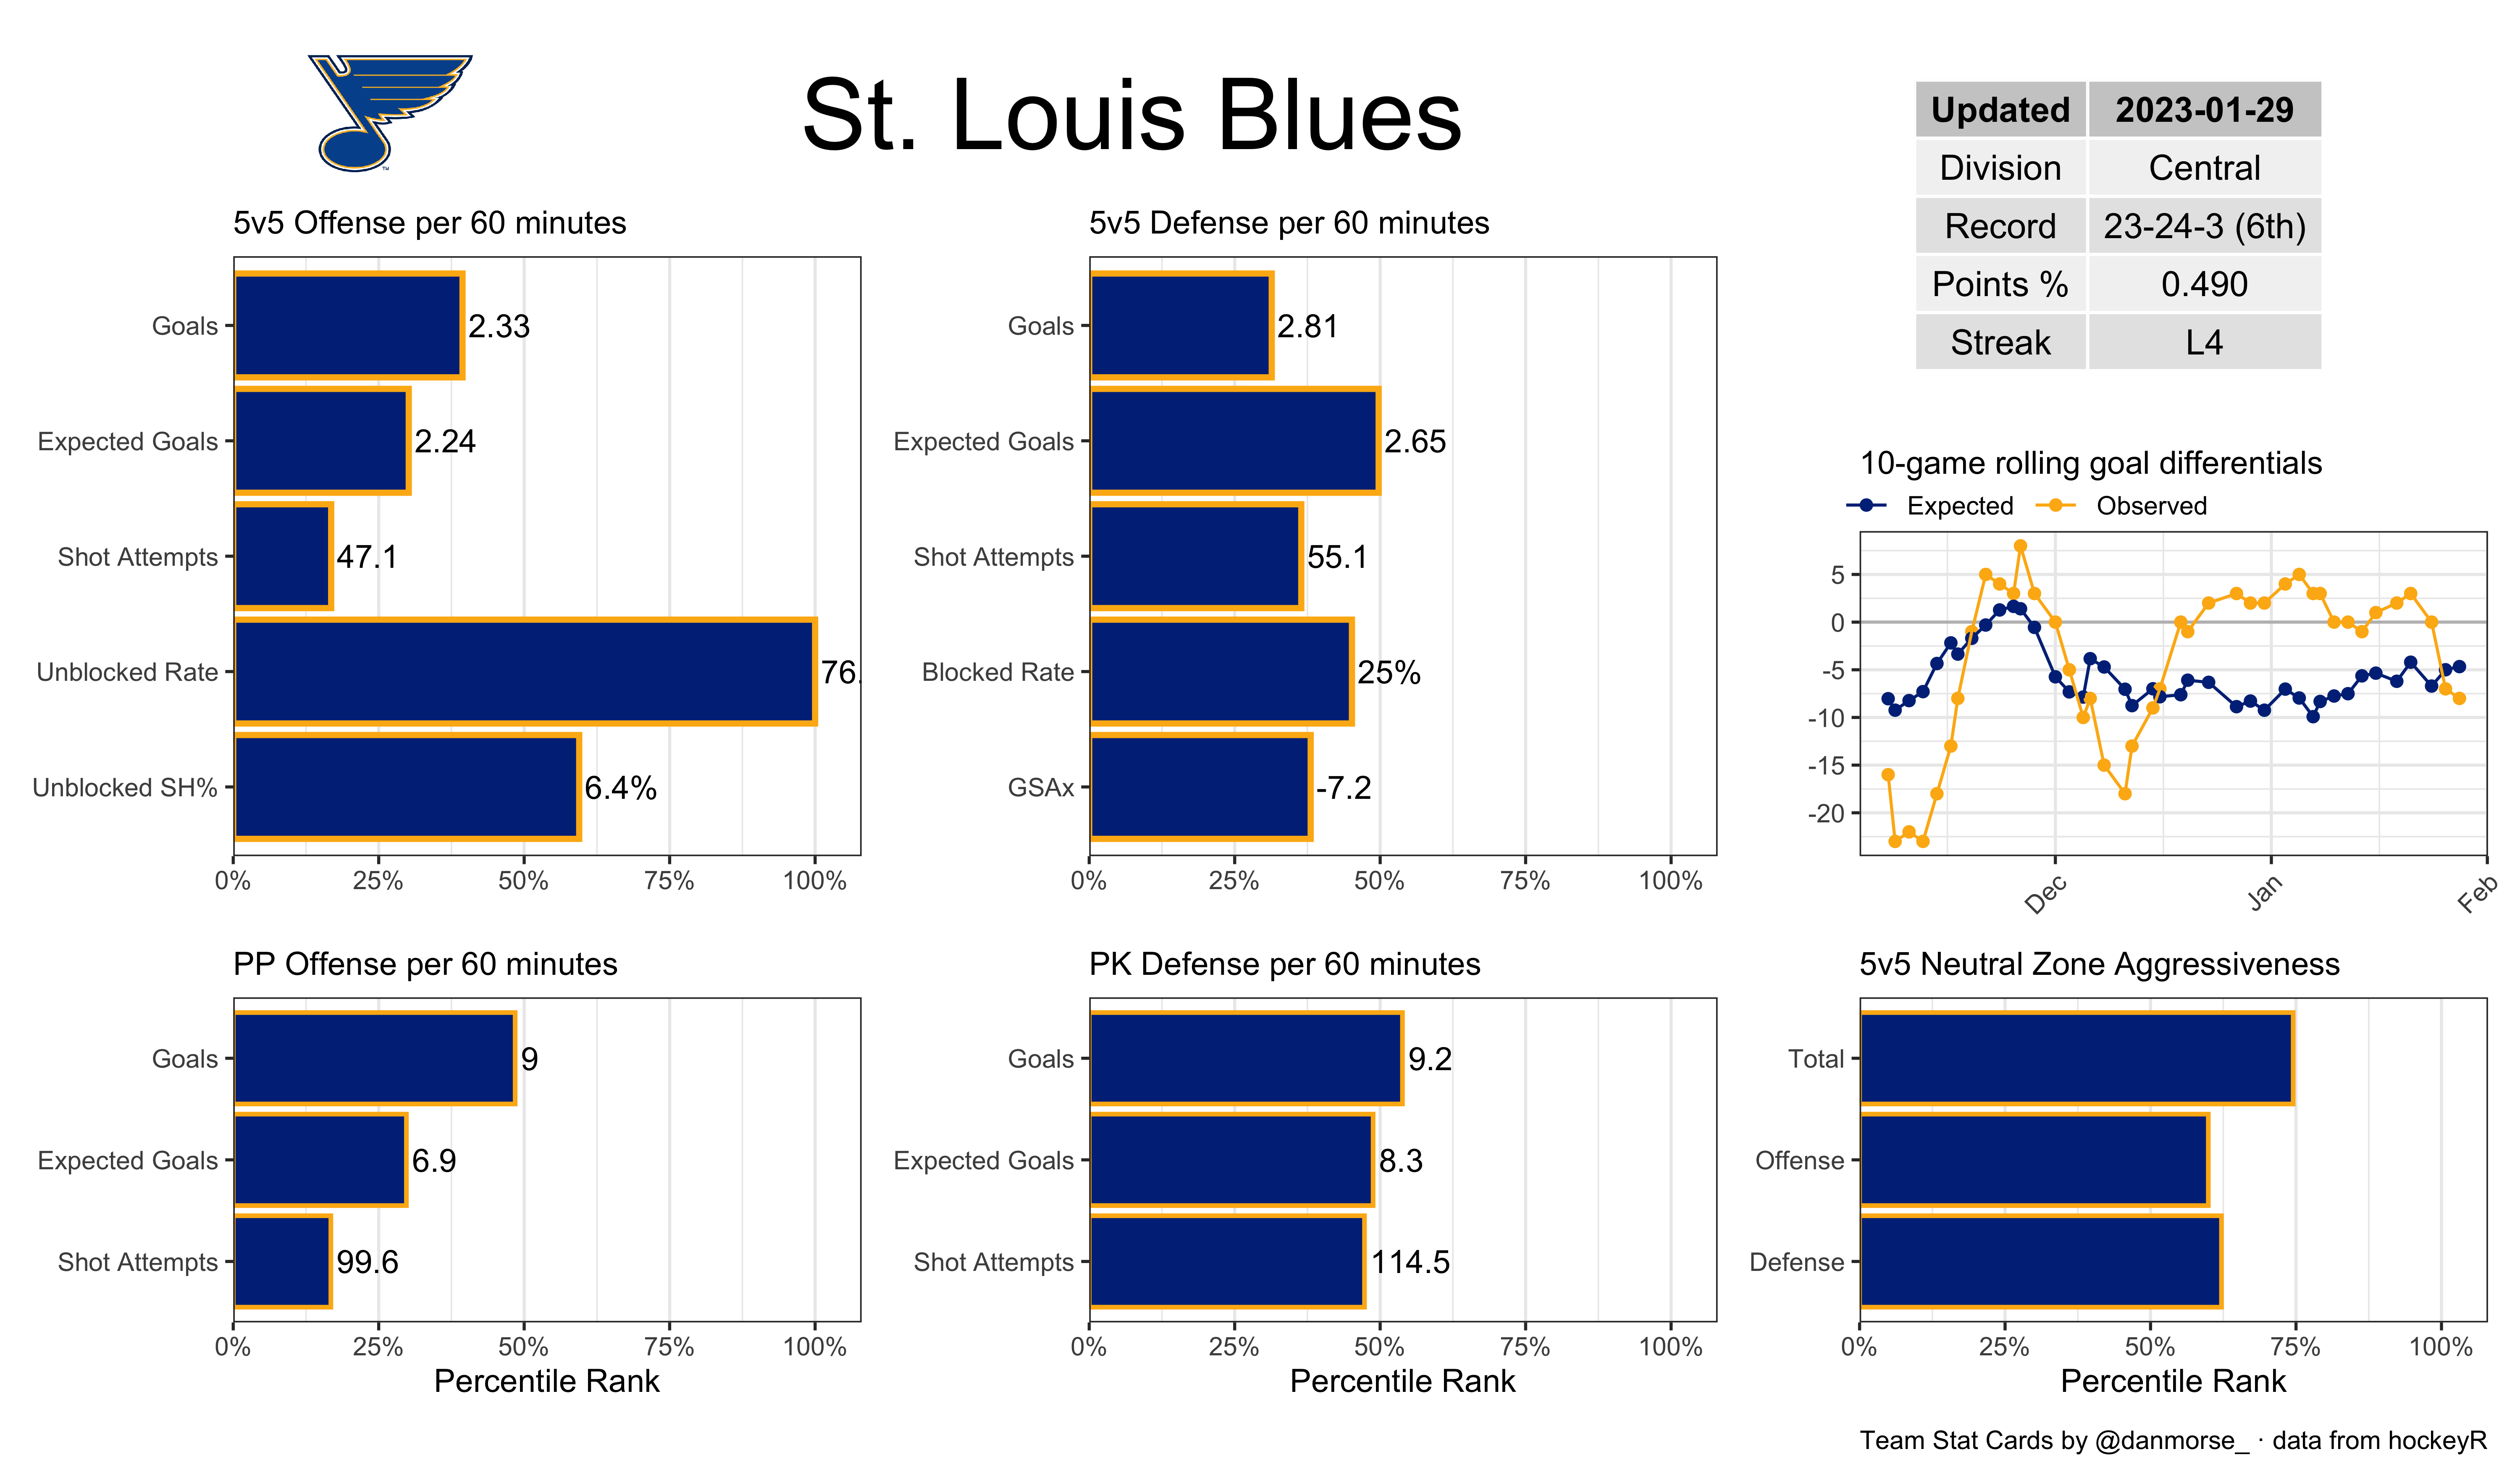 St. Louis Blues
Updated 2023-01-29
Division Central
Record 23-24-3 (6th)
Points % 0.490
Streak L4
5v5 Offense per 60 minutes
Goals 2.33
Expected Goals 2.24
Shot Attempts 47.1
Unblocked Rate 76.
Unblocked SH% 6.4%
0% 25% 50% 75% 100%
5v5 Defense per 60 minutes
Goals 2.81
Expected Goals 2.65
Shot Attempts 55.1
Blocked Rate 25%
GSAx -7.2
0% 25% 50% 75% 100%
10-game rolling goal differentials
Expected Observed
5
0
-5
-10
-15
-20
Dec Jan Feb
PP Offense per 60 minutes
Goals 9
Expected Goals 6.9
Shot Attempts 99.6
0% 25% 50% 75% 100%
Percentile Rank
PK Defense per 60 minutes
Goals 9.2
Expected Goals 8.3
Shot Attempts 114.5
0% 25% 50% 75% 100%
Percentile Rank
5v5 Neutral Zone Aggressiveness
Total
Offense
Defense
0% 25% 50% 75% 100%
Percentile Rank
Team Stat Cards by @danmorse_ · data from hockeyR